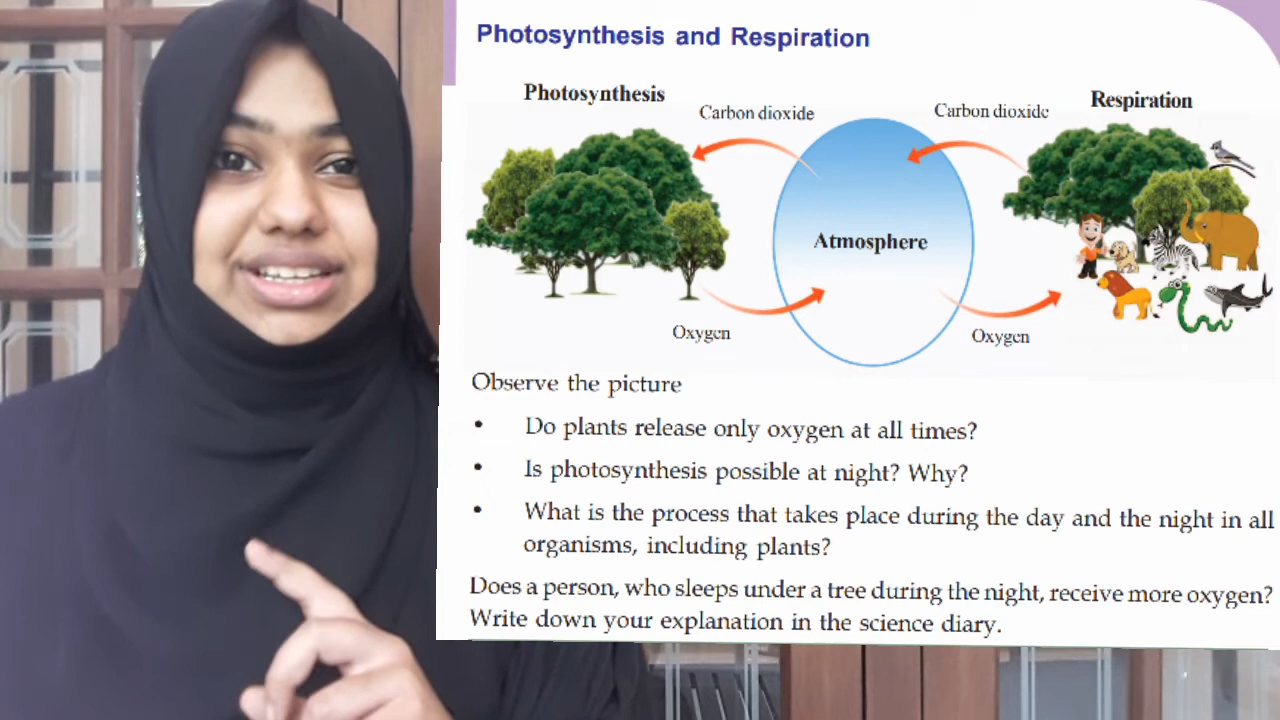 Photosynthesis and Respiration
Photosynthesis
Carbon dioxide
Carbon dioxide
Respiration
Atmosphere
Oxygen
Oxygen
Observe the picture
• Do plants release only oxygen at all times?
• Is photosynthesis possible at night? Why?
• What is the process that takes place during the day and the night in all
organisms, including plants?
Does a person, who sleeps under a tree during the night, receive more oxygen?
Write down your explanation in the science diary.